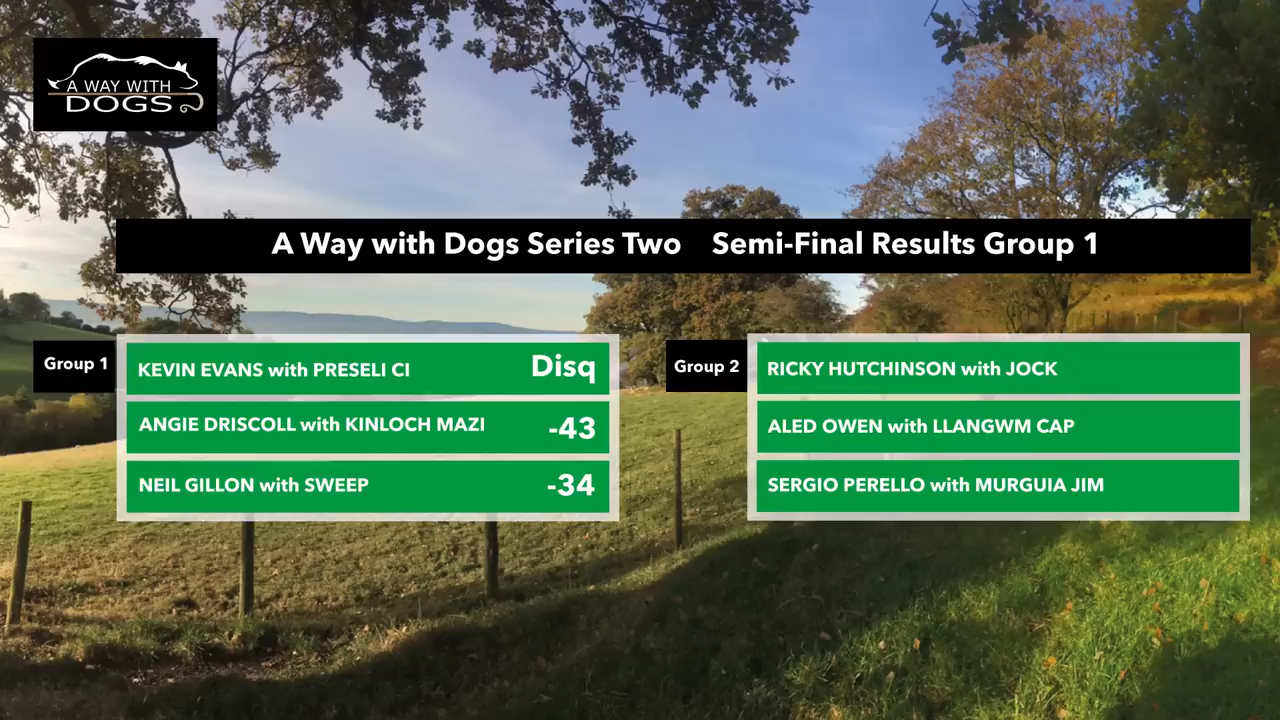 A WAY WITH
DOGS
A Way with Dogs Series Two Semi-Final Results Group 1
Group 1
KEVIN EVANS with PRESELI CI Disq
ANGIE DRISCOLL with KINLOCH MAZI -43
NEIL GILLON with SWEEP -34
Group 2
RICKY HUTCHINSON with JOCK
ALED OWEN with LLANGWM CAP
SERGIO PERELLO with MURGUIA JIM